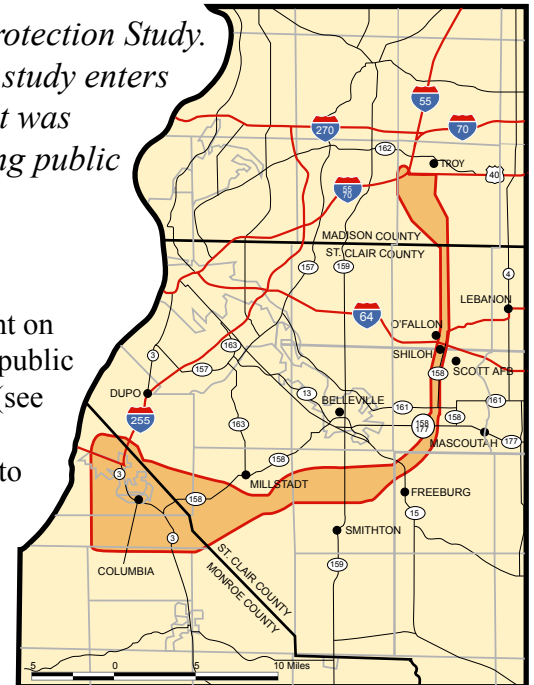 rotection Study.
study enters
t was
ng public
nt on
public
(see
to
55
270
70
162
TROY
40
55
70
MADISON COUNTY
ST. CLAIR COUNTY
157
159
4
LEBANON
64
O'FALLON
SHILOH
163
3
157
158
SCOTT AFB
DUPO
13
BELLEVILLE
161
161
158
255
163
158
177
MASCOUTAH
177
158
3
MILLSTADT
158
FREEBURG
15
COLUMBIA
3
SMITHTON
ST. CLAIR COUNTY
MONROE COUNTY
159
5 0 5 10 Miles